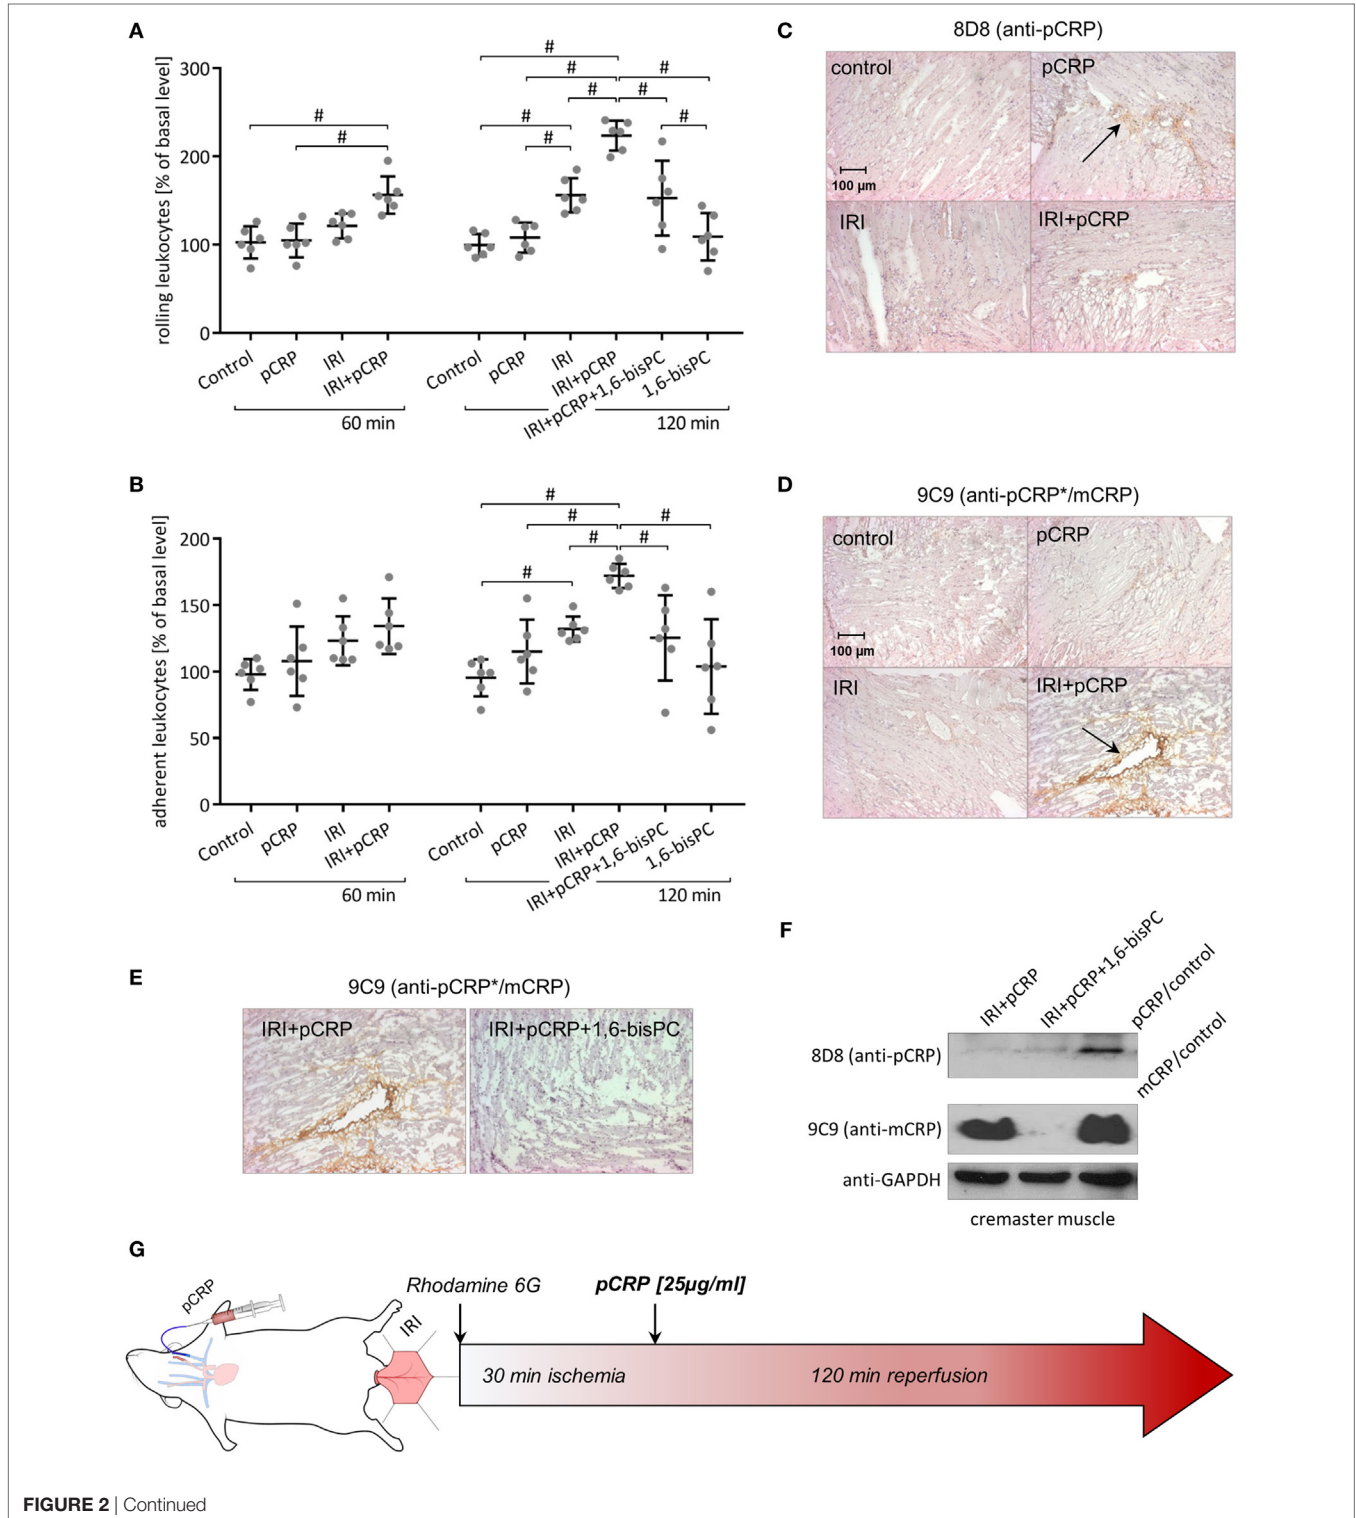 A
rolling leukocytes [% of basal level]
300
200
100
0
# # # # # # # # # #
Control pCRP IRI IRI+pCRP
60 min
Control pCRP IRI IRI+pCRP IRI+pCRP+1,6-bisPC 1,6-bisPC
120 min
B
adherent leukocytes [% of basal level]
200
150
100
50
0
# # # # # #
Control pCRP IRI IRI+pCRP
60 min
Control pCRP IRI IRI+pCRP IRI+pCRP+1,6-bisPC 1,6-bisPC
120 min
C
8D8 (anti-pCRP)
control pCRP
100 µm
IRI IRI+pCRP
D
9C9 (anti-pCRP*/mCRP)
control pCRP
100 µm
IRI IRI+pCRP
E
9C9 (anti-pCRP*/mCRP)
IRI+pCRP IRI+pCRP+1,6-bisPC
F
IRI+pCRP IRI+pCRP+1,6-bisPC pCRP/control
8D8 (anti-pCRP)
mCRP/control
9C9 (anti-mCRP)
anti-GAPDH
cremaster muscle
G
pCRP
IRI
Rhodamine 6G
pCRP [25µg/ml]
30 min ischemia
120 min reperfusion
FIGURE 2 | Continued